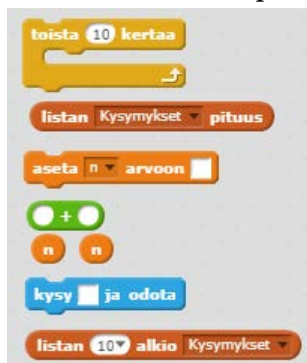 toista 10 kertaa
listan Kysymykset pituus
aseta n arvoon
+
n n
kysy ja odota
listan 10 alkio Kysymykset